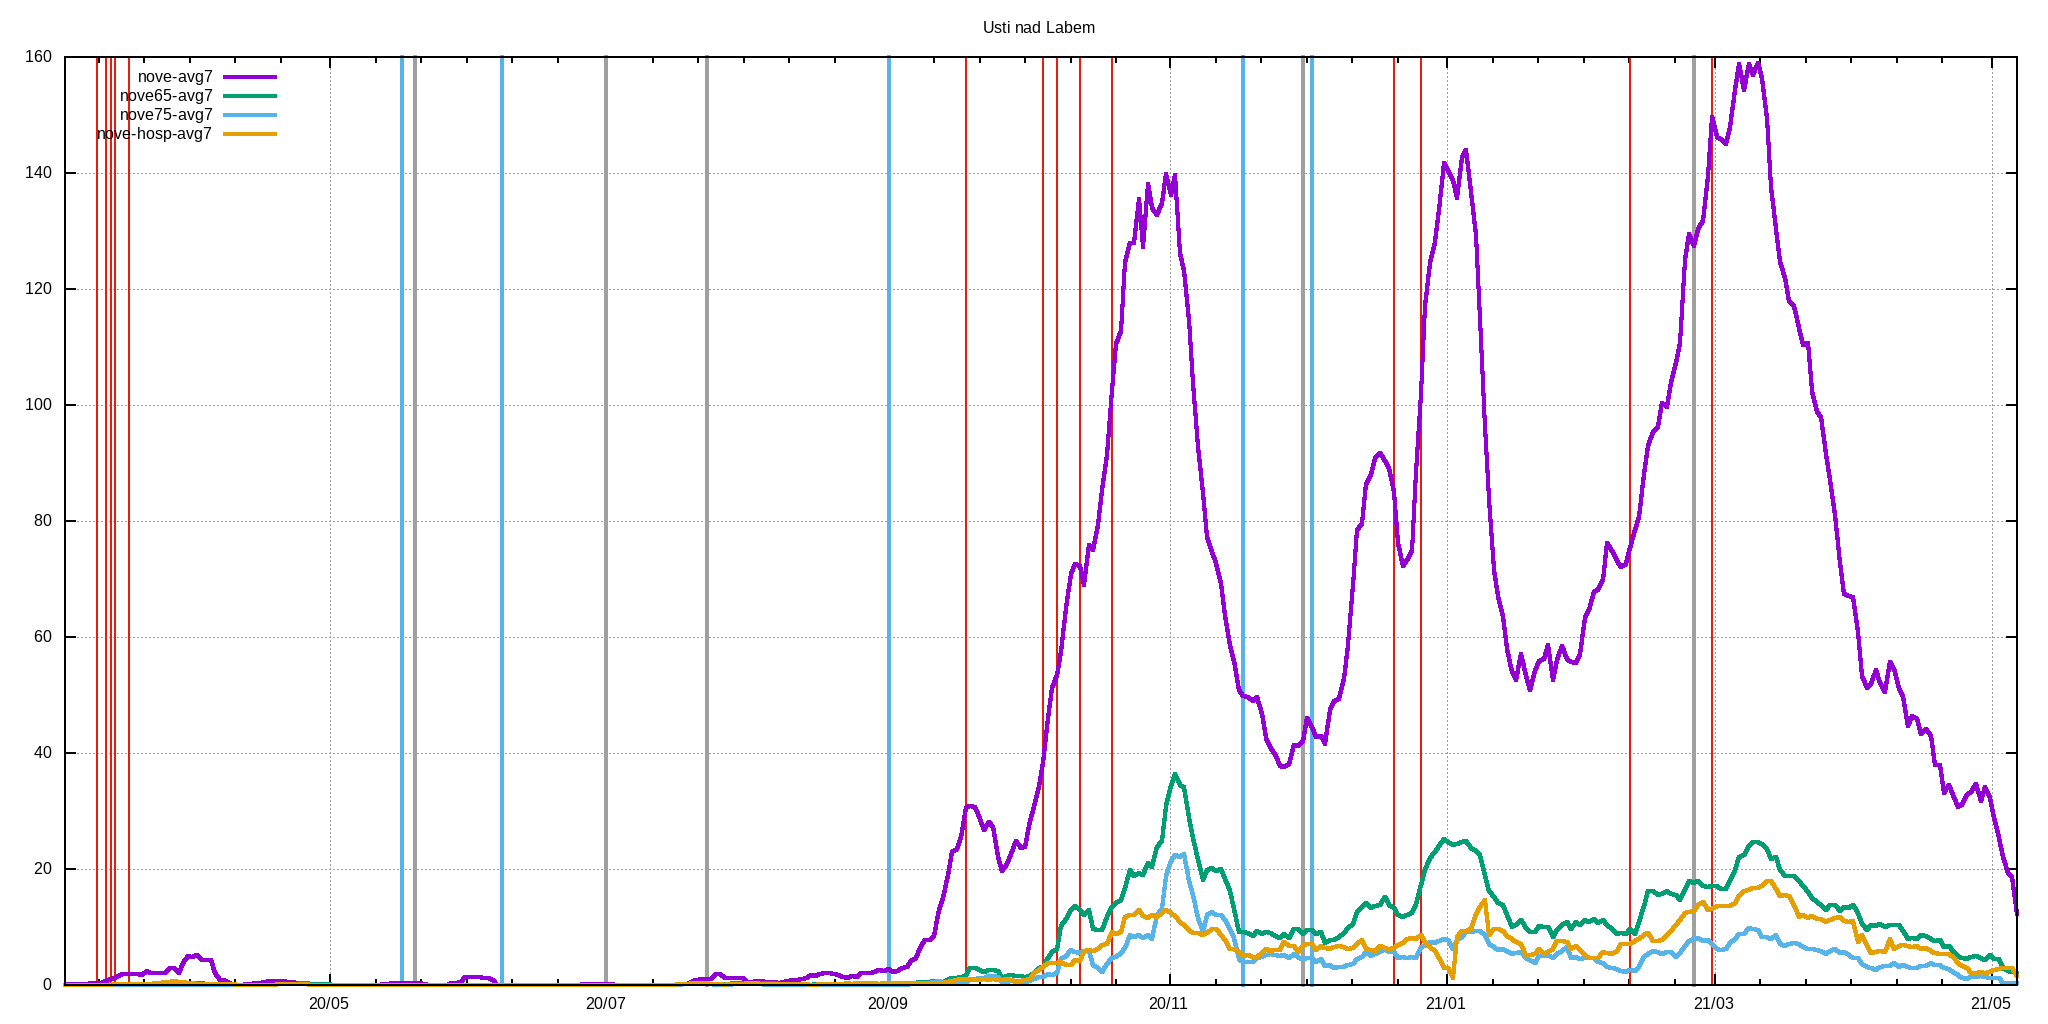 Usti nad Labem
160
140
120
100
80
60
40
20
0
nove-avg7
nove65-avg7
nove75-avg7
nove-hosp-avg7
20/05 20/07 20/09 20/11 21/01 21/03 21/05